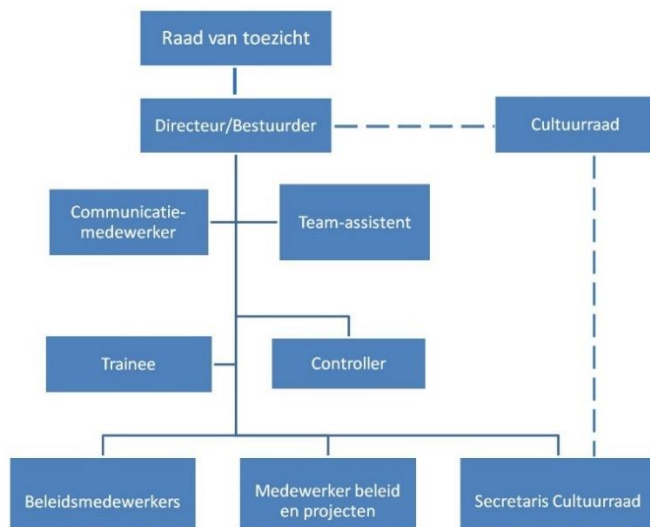 Raad van toezicht
Directeur/Bestuurder
Cultuurraad
Communicatie-
medewerker
Team-assistent
Trainee
Controller
Beleidsmedewerkers
Medewerker beleid
en projecten
Secretaris Cultuurraad